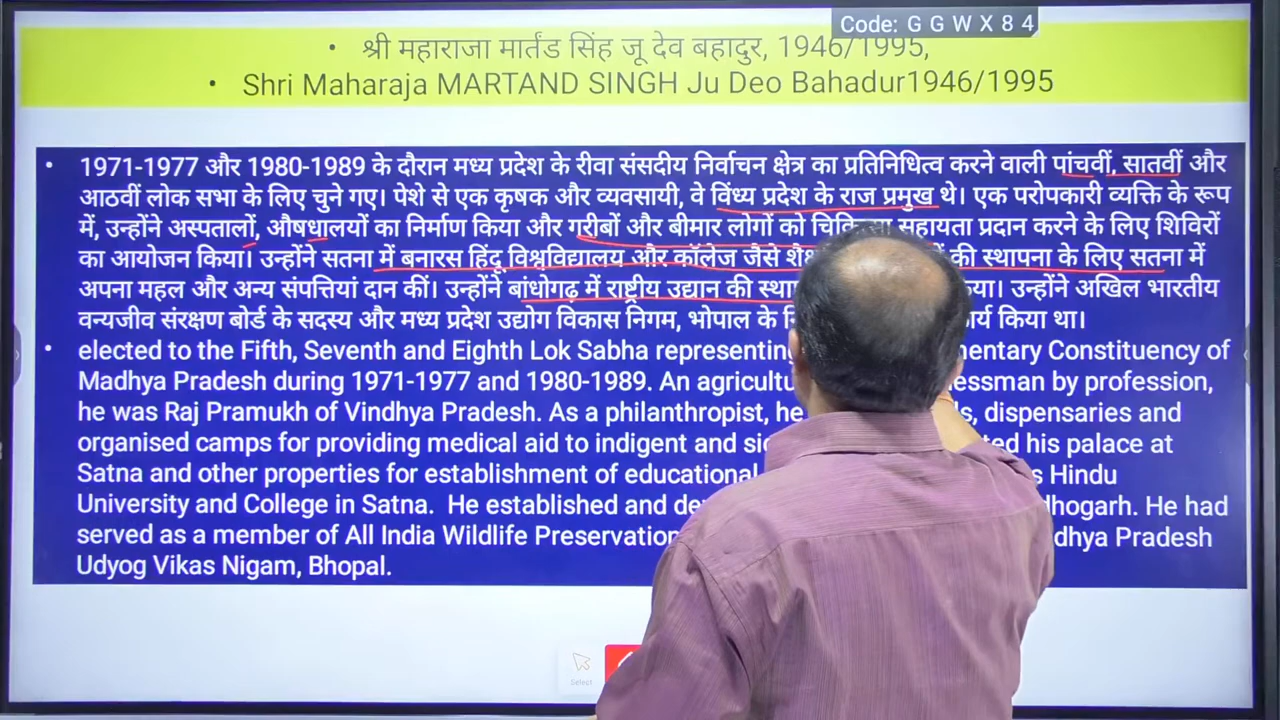 Code: G G W X 8 4
• श्री महाराजा मार्तंड सिंह जू देव बहादुर, 1946/1995,
• Shri Maharaja MARTAND SINGH Ju Deo Bahadur1946/1995
• 1971-1977 और 1980-1989 के दौरान मध्य प्रदेश के रीवा संसदीय निर्वाचन क्षेत्र का प्रतिनिधित्व करने वाली पांचवीं, सातवीं और
आठवीं लोक सभा के लिए चुने गए। पेशे से एक कृषक और व्यवसायी, वे विंध्य प्रदेश के राज प्रमुख थे। एक परोपकारी व्यक्ति के रूप
में, उन्होंने अस्पतालों, औषधालयों का निर्माण किया और गरीबों और बीमार लोगों को सहायता प्रदान करने के लिए शिविरों
का आयोजन किया। उन्होंने सतना में बनारस हिंदू विश्वविद्यालय और कॉलेज जैसे की स्थापना के लिए सतना में
अपना महल और अन्य संपत्तियां दान कीं। उन्होंने बांधोगढ़ में राष्ट्रीय उद्यान की उन्होंने अखिल भारतीय
वन्यजीव संरक्षण बोर्ड के सदस्य और मध्य प्रदेश उद्योग विकास निगम, भोपाल के किया था।
• elected to the Fifth, Seventh and Eighth Lok Sabha Constituency of
Madhya Pradesh during 1971-1977 and 1980-1989. An by profession,
he was Raj Pramukh of Vindhya Pradesh. As a philanthropist, he dispensaries and
organised camps for providing medical aid to indigent and his palace at
Satna and other properties for establishment of educational Hindu
University and College in Satna. He established and He had
served as a member of All India Wildlife Pradesh
Udyog Vikas Nigam, Bhopal.
Select